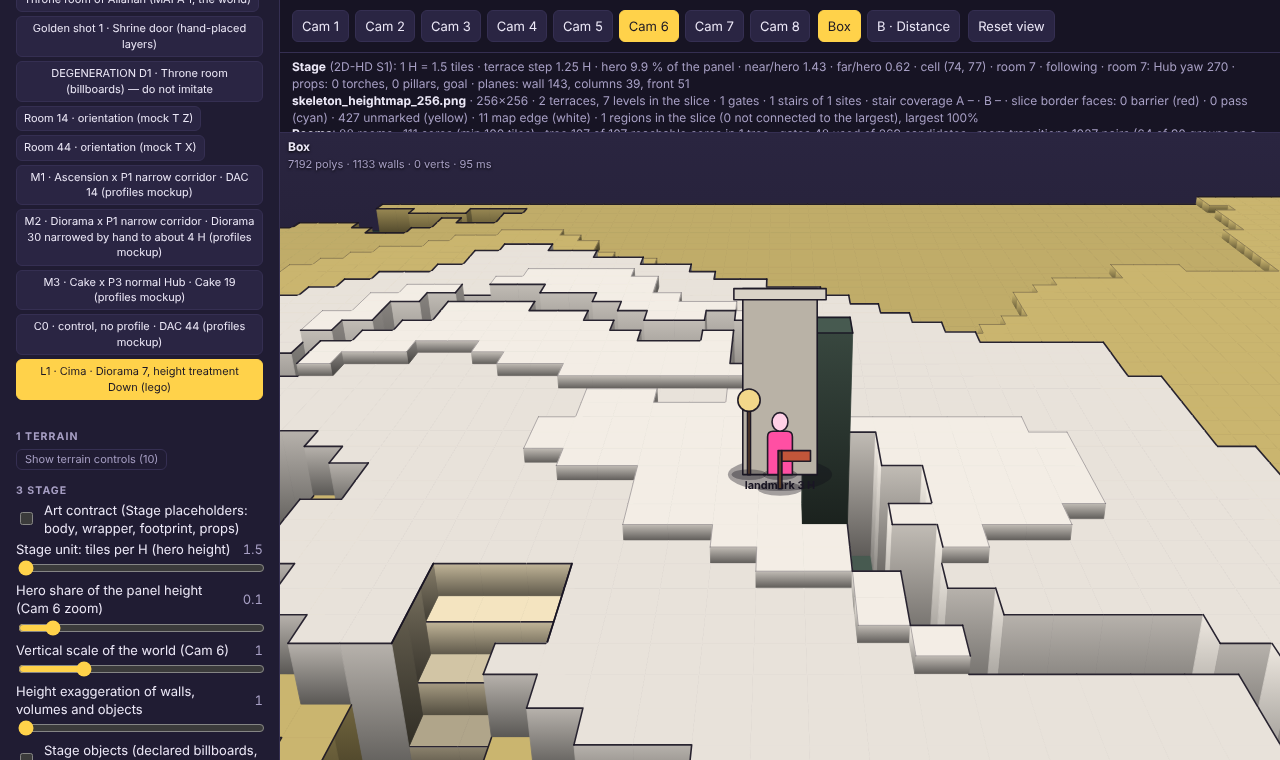 Throne room of Allanah (MAPA 1, the world)
Golden shot 1 · Shrine door (hand-placed
layers)
DEGENERATION D1 · Throne room
(billboards) — do not imitate
Room 14 · orientation (mock T Z)
Room 44 · orientation (mock T X)
M1 · Ascension x P1 narrow corridor · DAC
14 (profiles mockup)
M2 · Diorama x P1 narrow corridor · Diorama
30 narrowed by hand to about 4 H (profiles
mockup)
M3 · Cake x P3 normal Hub · Cake 19
(profiles mockup)
C0 · control, no profile · DAC 44 (profiles
mockup)
L1 · Cima · Diorama 7, height treatment
Down (lego)
1 TERRAIN
Show terrain controls (10)
3 STAGE
Art contract (Stage placeholders:
body, wrapper, footprint, props)
Stage unit: tiles per H (hero height) 1.5
Hero share of the panel height
(Cam 6 zoom) 0.1
Vertical scale of the world (Cam 6) 1
Height exaggeration of walls,
volumes and objects 1
Stage objects (declared billboards,
Cam 1 Cam 2 Cam 3 Cam 4 Cam 5 Cam 6 Cam 7 Cam 8 Box B · Distance Reset view
Stage (2D-HD S1): 1 H = 1.5 tiles · terrace step 1.25 H · hero 9.9 % of the panel · near/hero 1.43 · far/hero 0.62 · cell (74, 77) · room 7 · following · room 7: Hub yaw 270 ·
props: 0 torches, 0 pillars, goal · planes: wall 143, columns 39, front 51
skeleton_heightmap_256.png · 256×256 · 2 terraces, 7 levels in the slice · 1 gates · 1 stairs of 1 sites · stair coverage A – · B – · slice border faces: 0 barrier (red) · 0 pass
(cyan) · 427 unmarked (yellow) · 11 map edge (white) · 1 regions in the slice (0 not connected to the largest), largest 100%
Box
7192 polys · 1133 walls · 0 verts · 95 ms
landmark